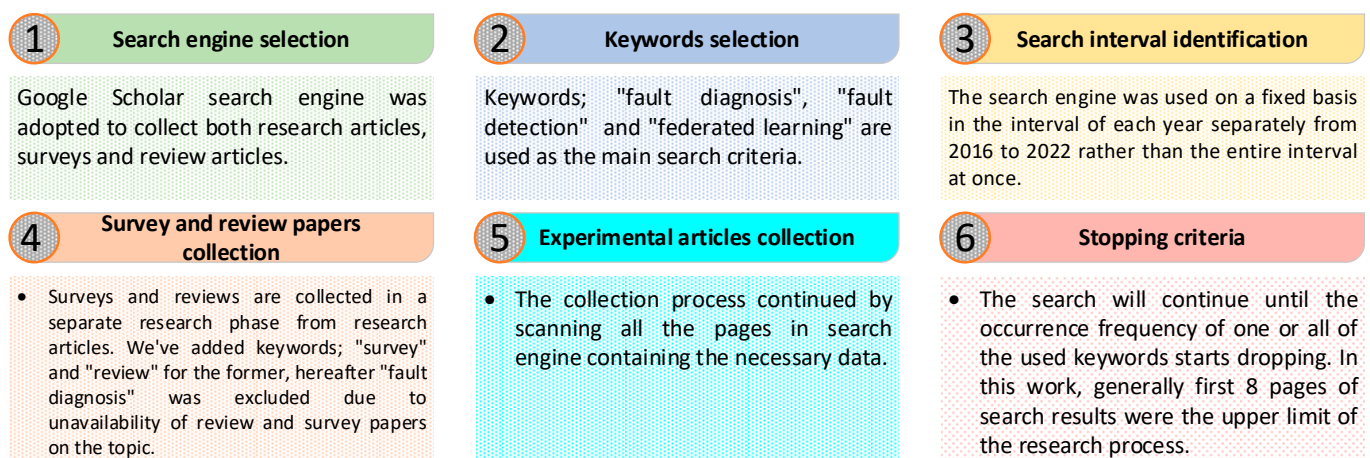 1
Search engine selection
Google Scholar search engine was
adopted to collect both research articles,
surveys and review articles.
2
Keywords selection
Keywords; "fault diagnosis", "fault
detection" and "federated learning" are
used as the main search criteria.
3
Search interval identification
The search engine was used on a fixed basis
in the interval of each year separately from
2016 to 2022 rather than the entire interval
at once.
4
Survey and review papers
collection
• Surveys and reviews are collected in a
separate research phase from research
articles. We've added keywords; "survey"
and "review" for the former, hereafter "fault
diagnosis" was excluded due to
unavailability of review and survey papers
on the topic.
5
Experimental articles collection
• The collection process continued by
scanning all the pages in search
engine containing the necessary data.
6
Stopping criteria
• The search will continue until the
occurrence frequency of one or all of
the used keywords starts dropping. In
this work, generally first 8 pages of
search results were the upper limit of
the research process.